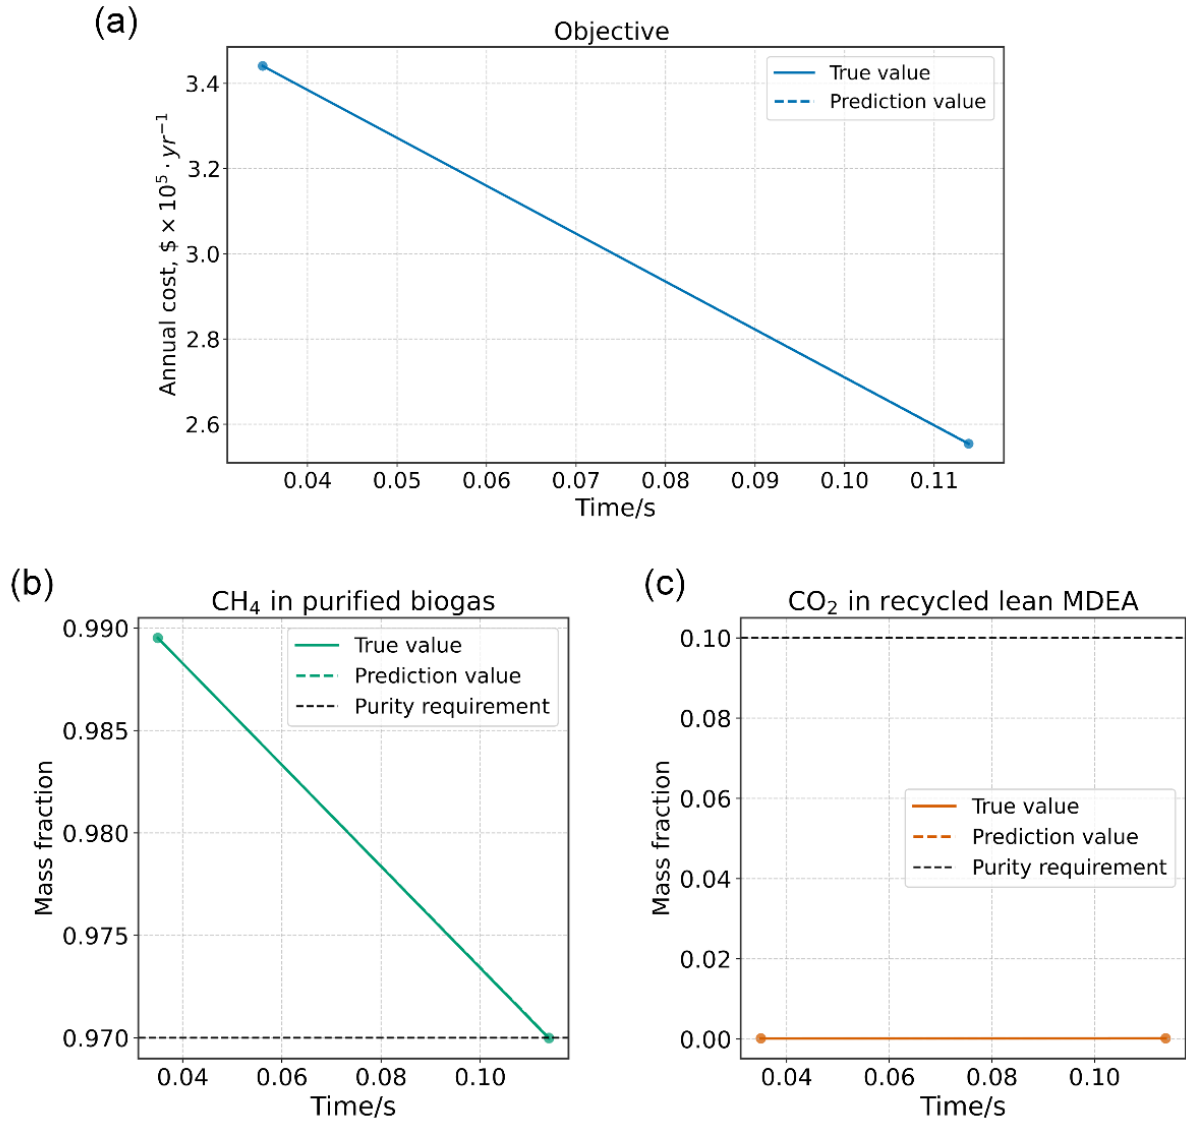 (a)
Objective
Annual cost, $ × 10⁵ · yr⁻¹
3.4
3.2
3.0
2.8
2.6
True value
Prediction value
0.04 0.05 0.06 0.07 0.08 0.09 0.10 0.11
Time/s
(b)
CH₄ in purified biogas
Mass fraction
0.990
0.985
0.980
0.975
0.970
True value
Prediction value
Purity requirement
0.04 0.06 0.08 0.10
Time/s
(c)
CO₂ in recycled lean MDEA
Mass fraction
0.10
0.08
0.06
0.04
0.02
0.00
True value
Prediction value
Purity requirement
0.04 0.06 0.08 0.10
Time/s